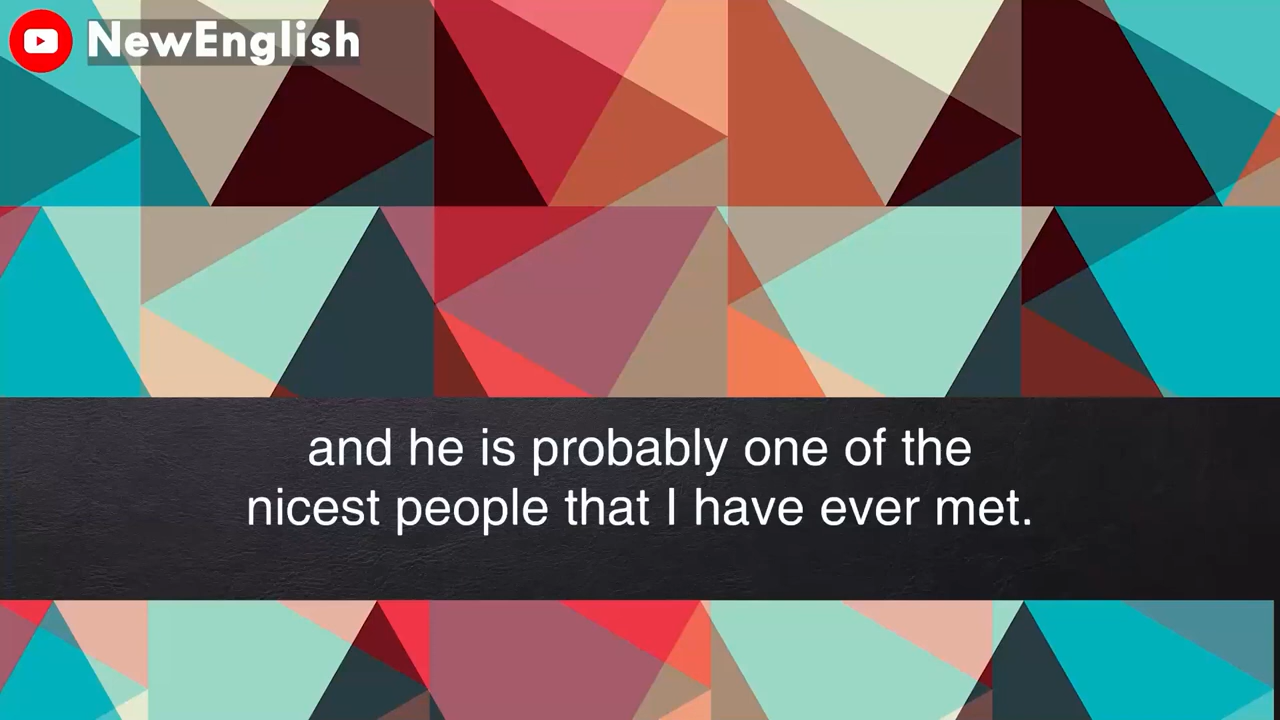 NewEnglish
and he is probably one of the
nicest people that I have ever met.